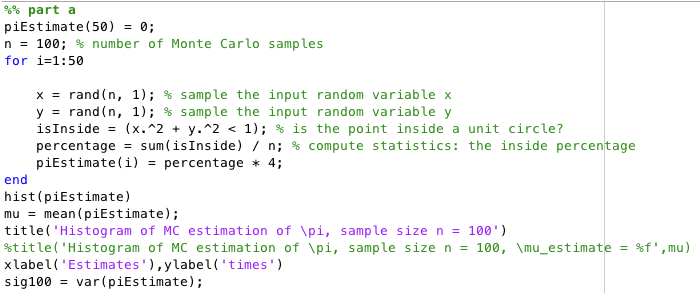 %% part a
piEstimate(50) = 0;
n = 100; % number of Monte Carlo samples
for i=1:50
x = rand(n, 1); % sample the input random variable x
y = rand(n, 1); % sample the input random variable y
isInside = (x.^2 + y.^2 < 1); % is the point inside a unit circle?
percentage = sum(isInside) / n; % compute statistics: the inside percentage
piEstimate(i) = percentage * 4;
end
hist(piEstimate)
mu = mean(piEstimate);
title('Histogram of MC estimation of \pi, sample size n = 100')
%title('Histogram of MC estimation of \pi, sample size n = 100, \mu_estimate = %f',mu)
xlabel('Estimates'),ylabel('times')
sig100 = var(piEstimate);